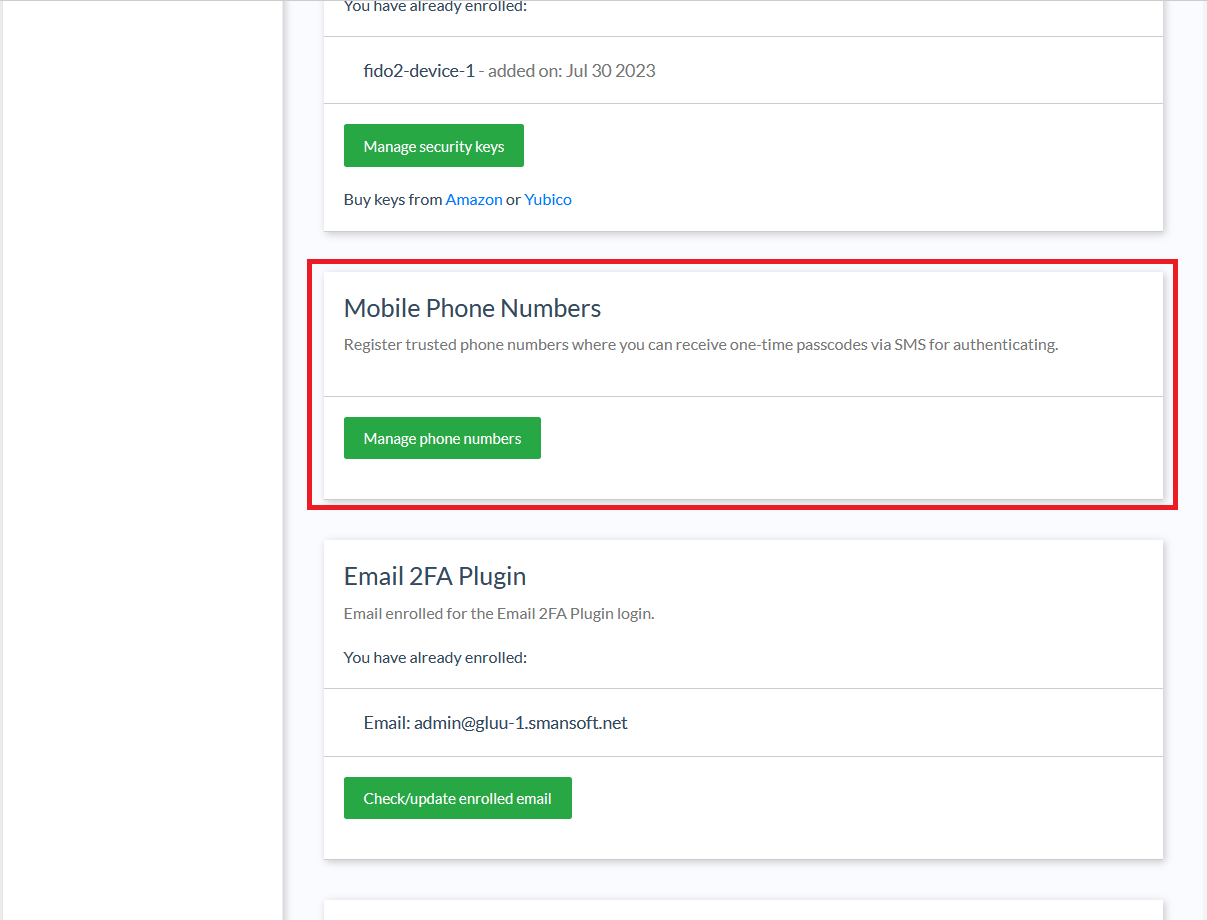 You have already enrolled:
fido2-device-1 - added on: Jul 30 2023
Manage security keys
Buy keys from Amazon or Yubico
Mobile Phone Numbers
Register trusted phone numbers where you can receive one-time passcodes via SMS for authenticating.
Manage phone numbers
Email 2FA Plugin
Email enrolled for the Email 2FA Plugin login.
You have already enrolled:
Email: admin@gluu-1.smansoft.net
Check/update enrolled email